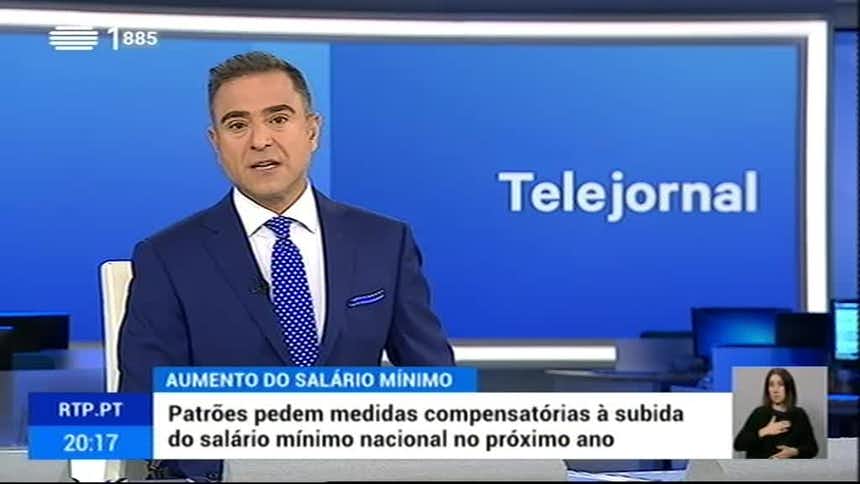 1 885
Telejornal
AUMENTO DO SALÁRIO MÍNIMO
RTP.PT
20:17
Patrões pedem medidas compensatórias à subida
do salário mínimo nacional no próximo ano